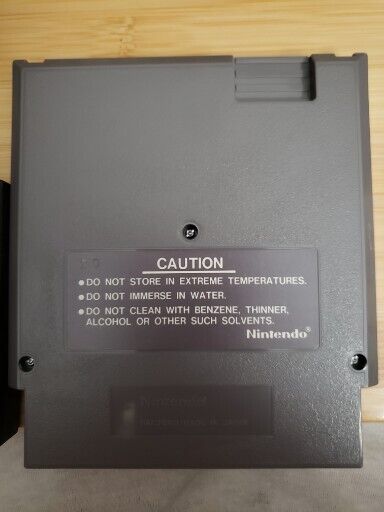 CAUTION
●DO NOT STORE IN EXTREME TEMPERATURES.
●DO NOT IMMERSE IN WATER.
●DO NOT CLEAN WITH BENZENE, THINNER,
ALCOHOL OR OTHER SUCH SOLVENTS.
Nintendo®
Nintendo